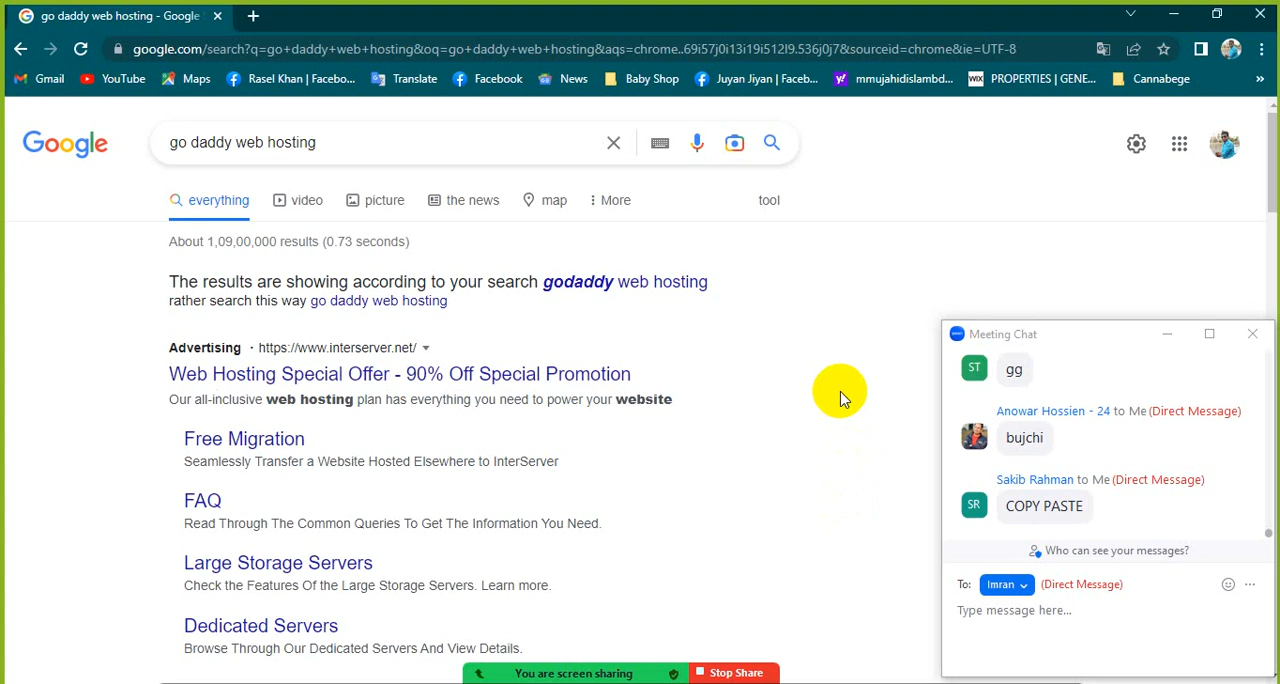 go daddy web hosting - Google
google.com/search?q=go+daddy+web+hosting&oq=go+daddy+web+hosting&aqs=chrome..69i57j0i13i19i512l9.536j0j7&sourceid=chrome&ie=UTF-8
Gmail YouTube Maps Rasel Khan | Facebo... Translate Facebook News Baby Shop Juyan Jiyan | Faceb... mmujahidislambd... WIX PROPERTIES | GENE... Cannabege »
Google go daddy web hosting
everything video picture the news map More tool
About 1,09,00,000 results (0.73 seconds)
The results are showing according to your search godaddy web hosting
rather search this way go daddy web hosting
Advertising · https://www.interserver.net/
Web Hosting Special Offer - 90% Off Special Promotion
Our all-inclusive web hosting plan has everything you need to power your website
Free Migration
Seamlessly Transfer a Website Hosted Elsewhere to InterServer
FAQ
Read Through The Common Queries To Get The Information You Need.
Large Storage Servers
Check the Features Of the Large Storage Servers. Learn more.
Dedicated Servers
Browse Through Our Dedicated Servers And View Details.
Meeting Chat
ST gg
Anowar Hossien - 24 to Me (Direct Message)
bujchi
Sakib Rahman to Me (Direct Message)
SR COPY PASTE
Who can see your messages?
To: Imran (Direct Message)
Type message here...
You are screen sharing Stop Share